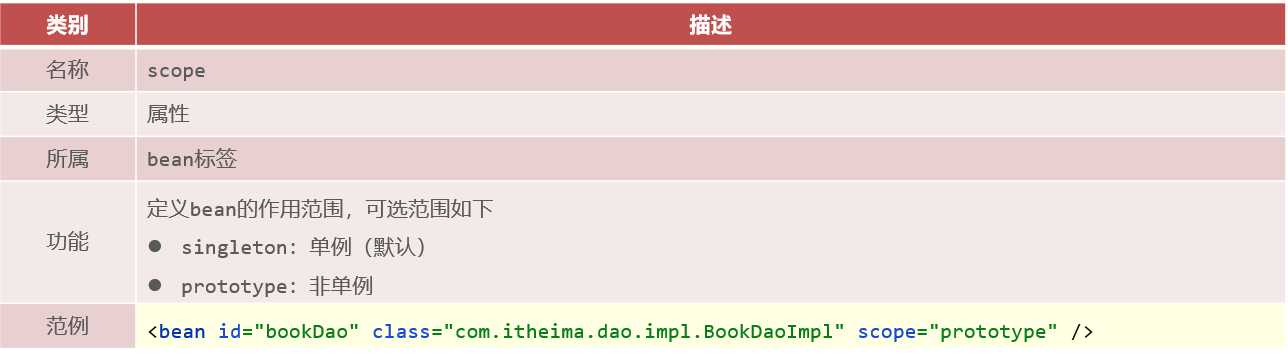 类别 描述
名称 scope
类型 属性
所属 bean标签
功能 定义bean的作用范围，可选范围如下
● singleton：单例（默认）
● prototype：非单例
范例 <bean id="bookDao" class="com.itheima.dao.impl.BookDaoImpl" scope="prototype" />